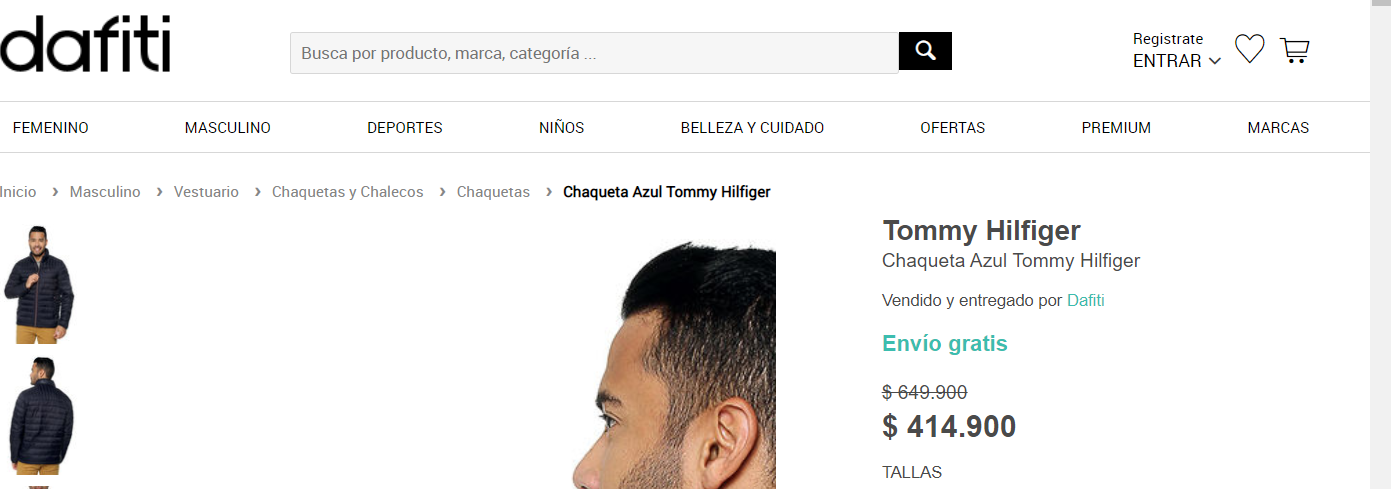 dafiti
Busca por producto, marca, categoría ...
Registrate
ENTRAR
FEMENINO MASCULINO DEPORTES NIÑOS BELLEZA Y CUIDADO OFERTAS PREMIUM MARCAS
Inicio › Masculino › Vestuario › Chaquetas y Chalecos › Chaquetas › Chaqueta Azul Tommy Hilfiger
Tommy Hilfiger
Chaqueta Azul Tommy Hilfiger
Vendido y entregado por Dafiti
Envío gratis
$ 649.900
$ 414.900
TALLAS